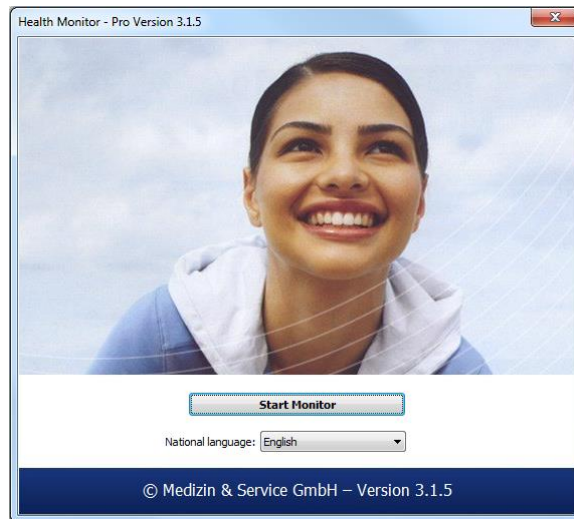 Health Monitor - Pro Version 3.1.5
Start Monitor
National language: English
© Medizin & Service GmbH – Version 3.1.5